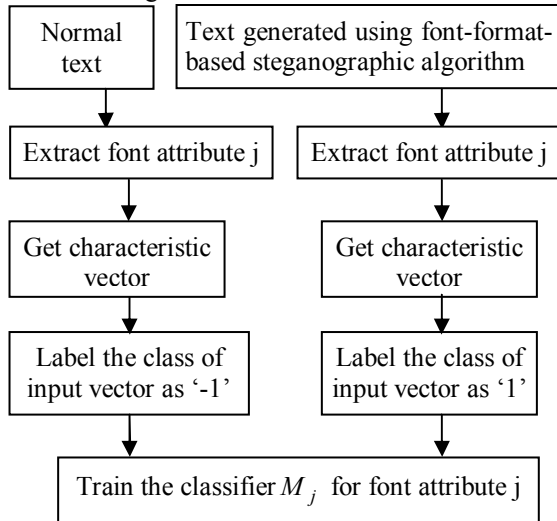 Normal
text
Text generated using font-format-
based steganographic algorithm
Extract font attribute j
Extract font attribute j
Get characteristic
vector
Get characteristic
vector
Label the class of
input vector as ‘-1’
Label the class of
input vector as ‘1’
Train the classifier M_j for font attribute j